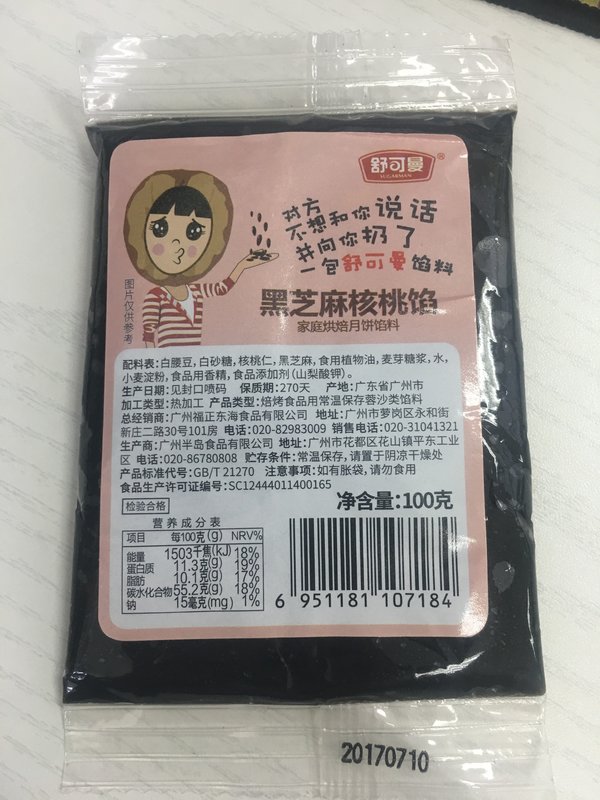 舒可曼®
SUGARMAN
对方
不想和你说话
并向你扔了
一包舒可曼馅料
图片仅供参考
黑芝麻核桃馅
家庭烘焙月饼馅料
配料表:白腰豆,白砂糖,核桃仁,黑芝麻,食用植物油,麦芽糖浆,水,
小麦淀粉,食品用香精,食品添加剂(山梨酸钾)。
生产日期:见封口喷码 保质期:270天 产地:广东省广州市
加工类型:热加工 产品类型:焙烤食品用常温保存蓉沙类馅料
总经销商:广州福正东海食品有限公司 地址:广州市萝岗区永和街
新庄二路30号101房 电话:020-82983009 销售电话:020-31041321
生产商:广州半岛食品有限公司 地址:广州市花都区花山镇平东工业
区 电话:020-86780808 贮存条件:常温保存,请置于阴凉干燥处
产品标准代号:GB/T 21270 注意事项:如有胀袋,请勿食用
食品生产许可证编号:SC12444011400165
检验合格
净含量:100克
营养成分表
项目 每100克(g) NRV%
能量 1503千焦(kJ) 18%
蛋白质 11.3克(g) 19%
脂肪 10.1克(g) 17%
碳水化合物 55.2克(g) 18%
钠 15毫克(mg) 1%
6 951181 107184
20170710